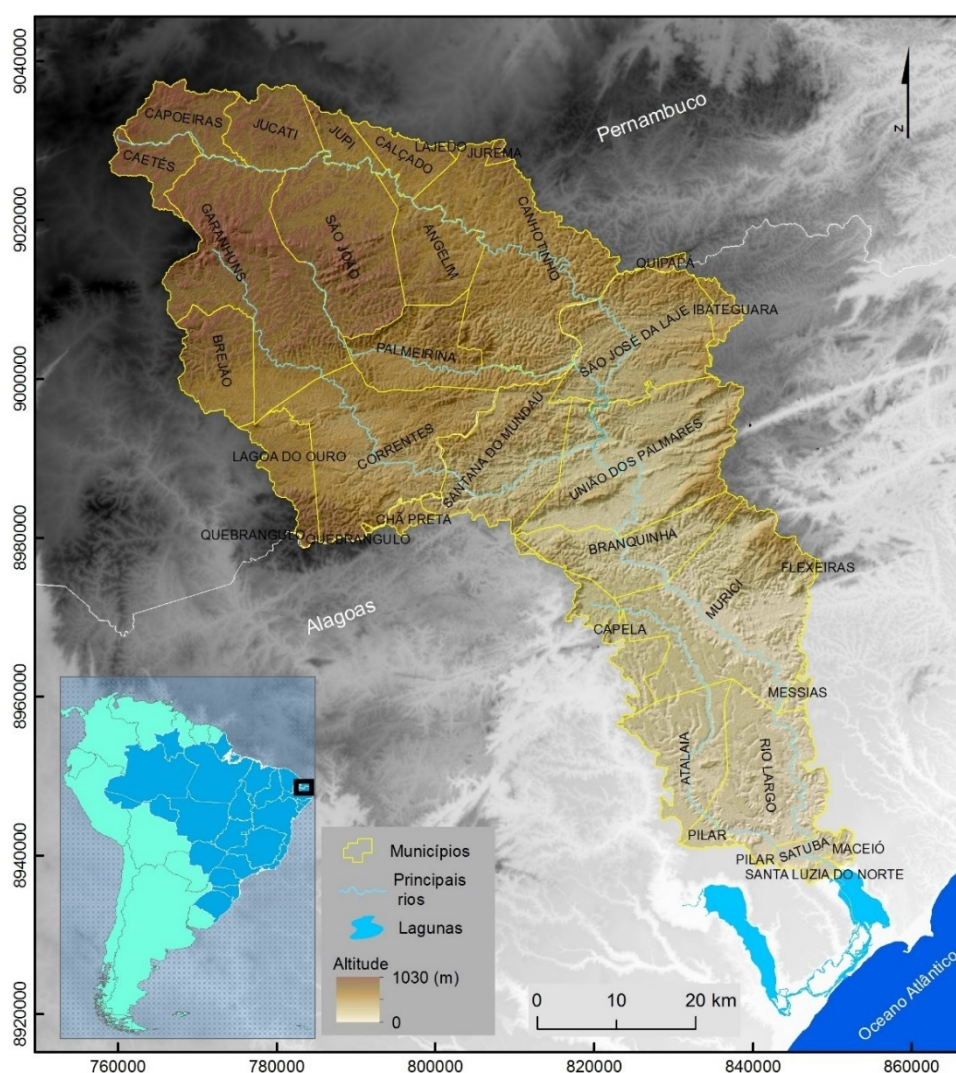 9040000
9020000
9000000
8980000
8960000
8940000
8920000
Pernambuco
N
CAPOEIRAS
JUCATI
JUPI
CALÇADO
LAJEDO
JUREMA
CAETÉS
GARANHUNS
SÃO JOÃO
ANGELIM
CANHOTINHO
QUIPAPÁ
IBATEGUARA
SÃO JOSÉ DA LAJE
BREJÃO
PALMEIRINA
LAGOA DO OURO
CORRENTES
SANTANA DO MUNDAÚ
UNIÃO DOS PALMARES
CHÃ PRETA
QUEBRANGULO
QUEBRANGULO
BRANQUINHA
FLEXEIRAS
MURICI
Alagoas
CAPELA
MESSIAS
ATALAIA
RIO LARGO
PILAR
PILAR
SATUBA
MACEIÓ
SANTA LUZIA DO NORTE
Municípios
Principais
rios
Lagunas
Altitude
1030 (m)
0
0 10 20 km
Oceano Atlântico
760000 780000 800000 820000 840000 860000